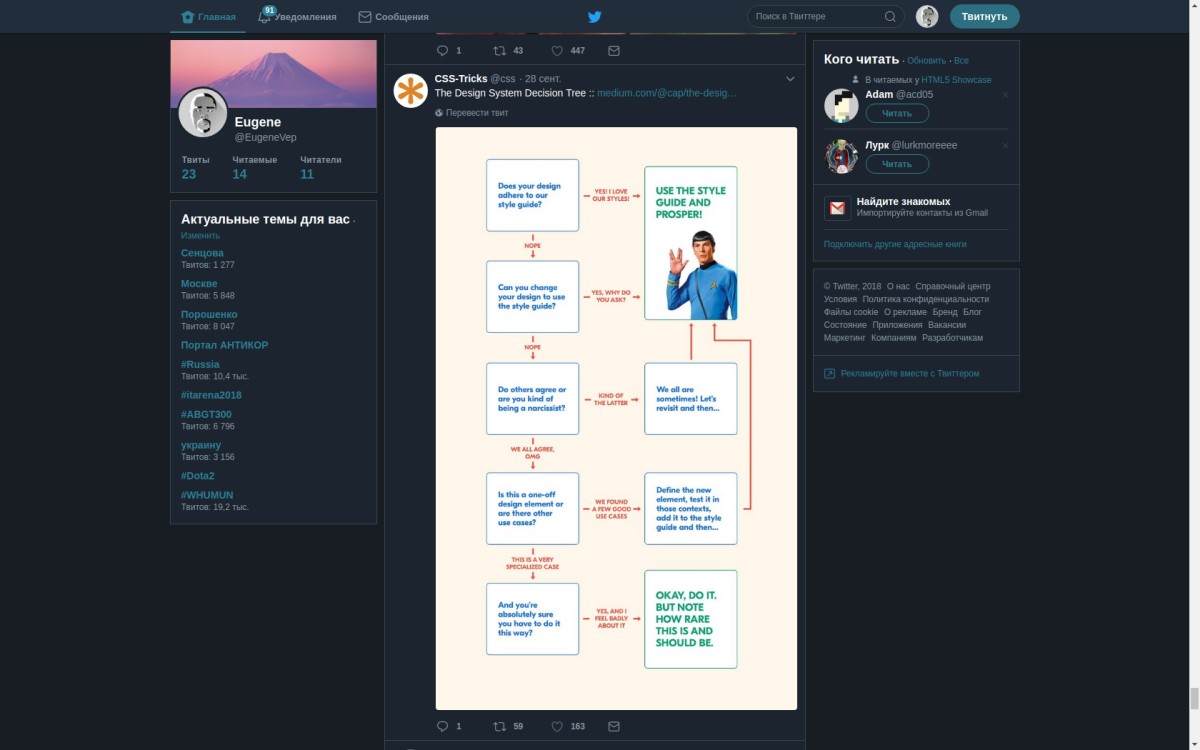 Главная
91
Уведомления
Сообщения
Поиск в Твиттере
Твитнуть
Eugene
@EugeneVep
Твиты
Читаемые
Читатели
23
14
11
Актуальные темы для вас ·
Изменить
Сенцова
Твитов: 1 277
Москве
Твитов: 5 848
Порошенко
Твитов: 8 047
Портал АНТИКОР
#Russia
Твитов: 10,4 тыс.
#itarena2018
#ABGT300
Твитов: 6 796
украину
Твитов: 3 156
#Dota2
#WHUMUN
Твитов: 19,2 тыс.
1
43
447
CSS-Tricks @css · 28 сент.
The Design System Decision Tree :: medium.com/@cap/the-desig…
Перевести твит
Does your design
adhere to our
style guide?
YES! I LOVE
OUR STYLES!
USE THE STYLE
GUIDE AND
PROSPER!
NOPE
Can you change
your design to use
the style guide?
YES, WHY DO
YOU ASK?
NOPE
Do others agree or
are you kind of
being a narcissist?
KIND OF
THE LATTER
We all are
sometimes! Let's
revisit and then...
WE ALL AGREE,
OMG
Is this a one-off
design element or
are there other
use cases?
WE FOUND
A FEW GOOD
USE CASES
Define the new
element, test it in
those contexts,
add it to the style
guide and then...
THIS IS A VERY
SPECIALIZED CASE
And you're
absolutely sure
you have to do it
this way?
YES, AND I
FEEL BADLY
ABOUT IT
OKAY, DO IT.
BUT NOTE
HOW RARE
THIS IS AND
SHOULD BE.
1
59
163
Кого читать · Обновить · Все
В читаемых у HTML5 Showcase
Adam @acd05
Читать
Лурк @lurkmoreeee
Читать
Найдите знакомых
Импортируйте контакты из Gmail
Подключить другие адресные книги
© Twitter, 2018 О нас Справочный центр
Условия Политика конфиденциальности
Файлы cookie О рекламе Бренд Блог
Состояние Приложения Вакансии
Маркетинг Компаниям Разработчикам
Рекламируйте вместе с Твиттером